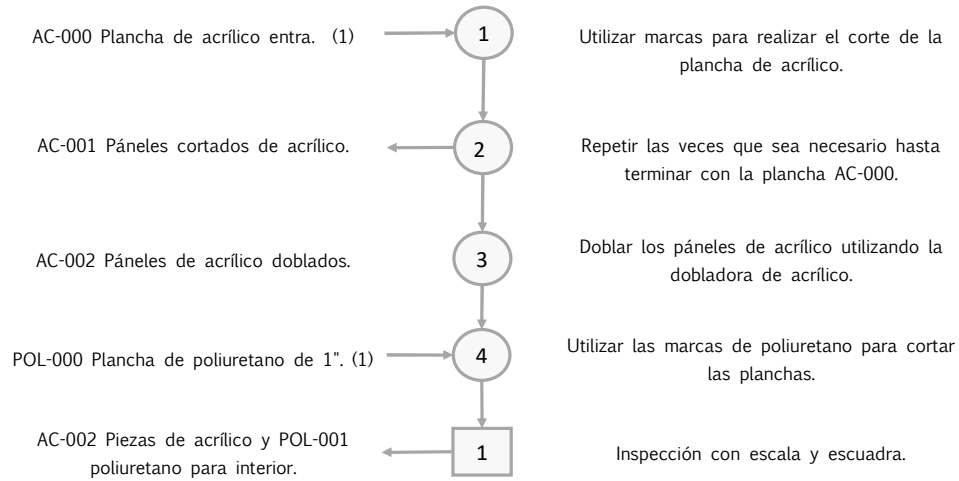 AC-000 Plancha de acrílico entra. (1)
1
Utilizar marcas para realizar el corte de la
plancha de acrílico.
AC-001 Páneles cortados de acrílico.
2
Repetir las veces que sea necesario hasta
terminar con la plancha AC-000.
AC-002 Páneles de acrílico doblados.
3
Doblar los páneles de acrílico utilizando la
dobladora de acrílico.
POL-000 Plancha de poliuretano de 1". (1)
4
Utilizar las marcas de poliuretano para cortar
las planchas.
AC-002 Piezas de acrílico y POL-001
poliuretano para interior.
1
Inspección con escala y escuadra.